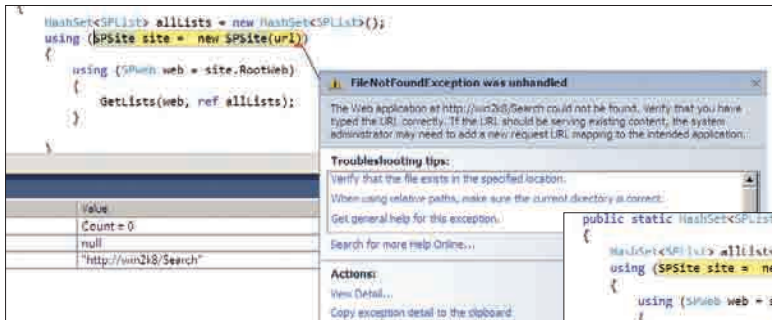 {
HashSet<SPList> allLists = new HashSet<SPList>();
using (SPSite site = new SPSite(url))
{
using (SPWeb web = site.RootWeb)
{
GetLists(web, ref allLists);
}
}
FileNotFoundException was unhandled
The Web application at http://win2k8/Search could not be found. Verify that you have
typed the URL correctly. If the URL should be serving existing content, the system
administrator may need to add a new request URL mapping to the intended application.
Troubleshooting tips:
Verify that the file exists in the specified location.
When using relative paths, make sure the current directory is correct.
Get general help for this exception.
Search for more Help Online...
Actions:
View Detail...
Copy exception detail to the clipboard
Value
Count = 0
null
"http://win2k8/Search"
public static HashSet<SPList
{
HashSet<SPList> allLists
using (SPSite site = ne
{
using (SPWeb web = s
{